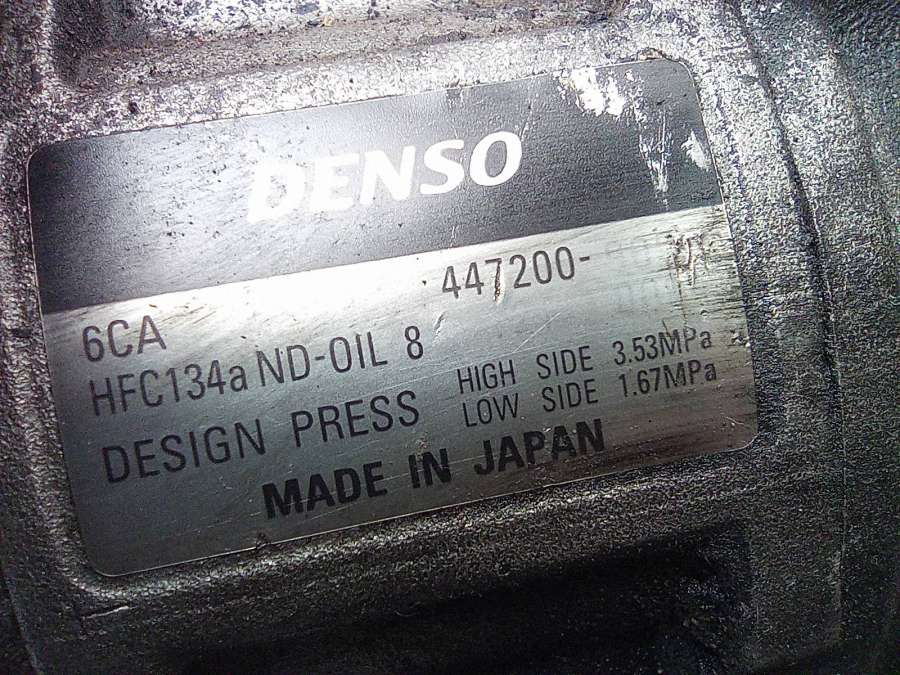 DENSO
447200-
6CA
HFC134a ND-OIL 8
DESIGN PRESS HIGH SIDE 3.53MPa
LOW SIDE 1.67MPa
MADE IN JAPAN